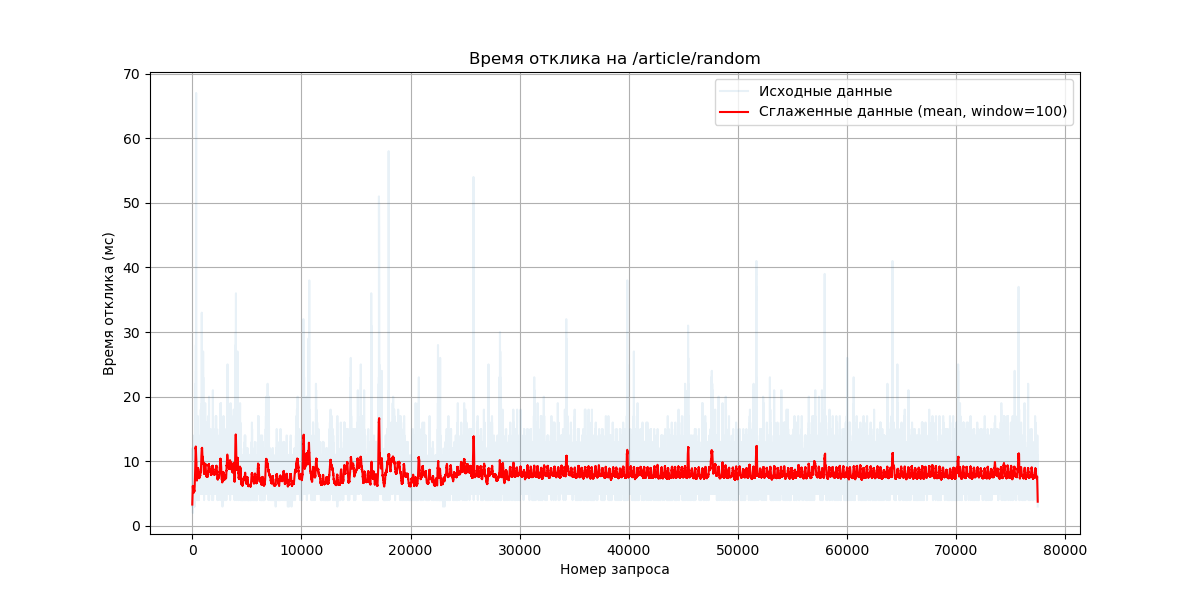 Время отклика на /article/random
Исходные данные
Сглаженные данные (mean, window=100)
Время отклика (мс)
70
60
50
40
30
20
10
0
0 10000 20000 30000 40000 50000 60000 70000 80000
Номер запроса